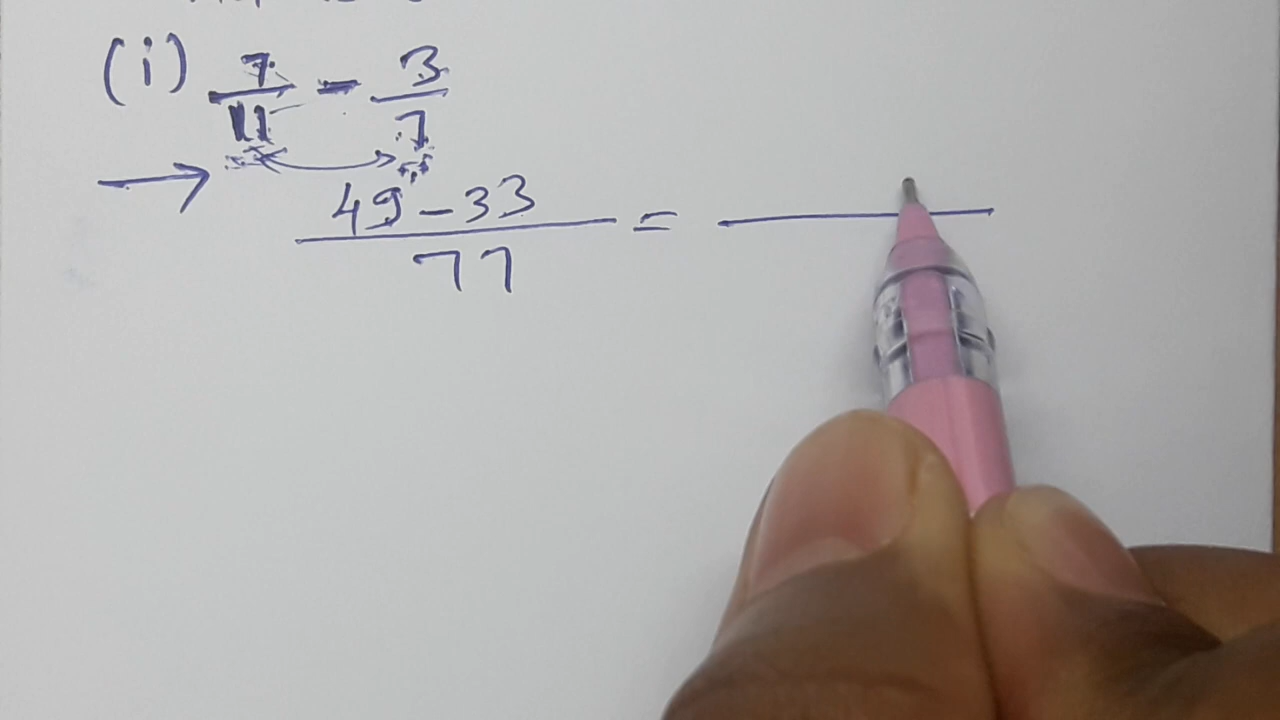 (i) 7/11 - 3/7
→ 49-33/77 =